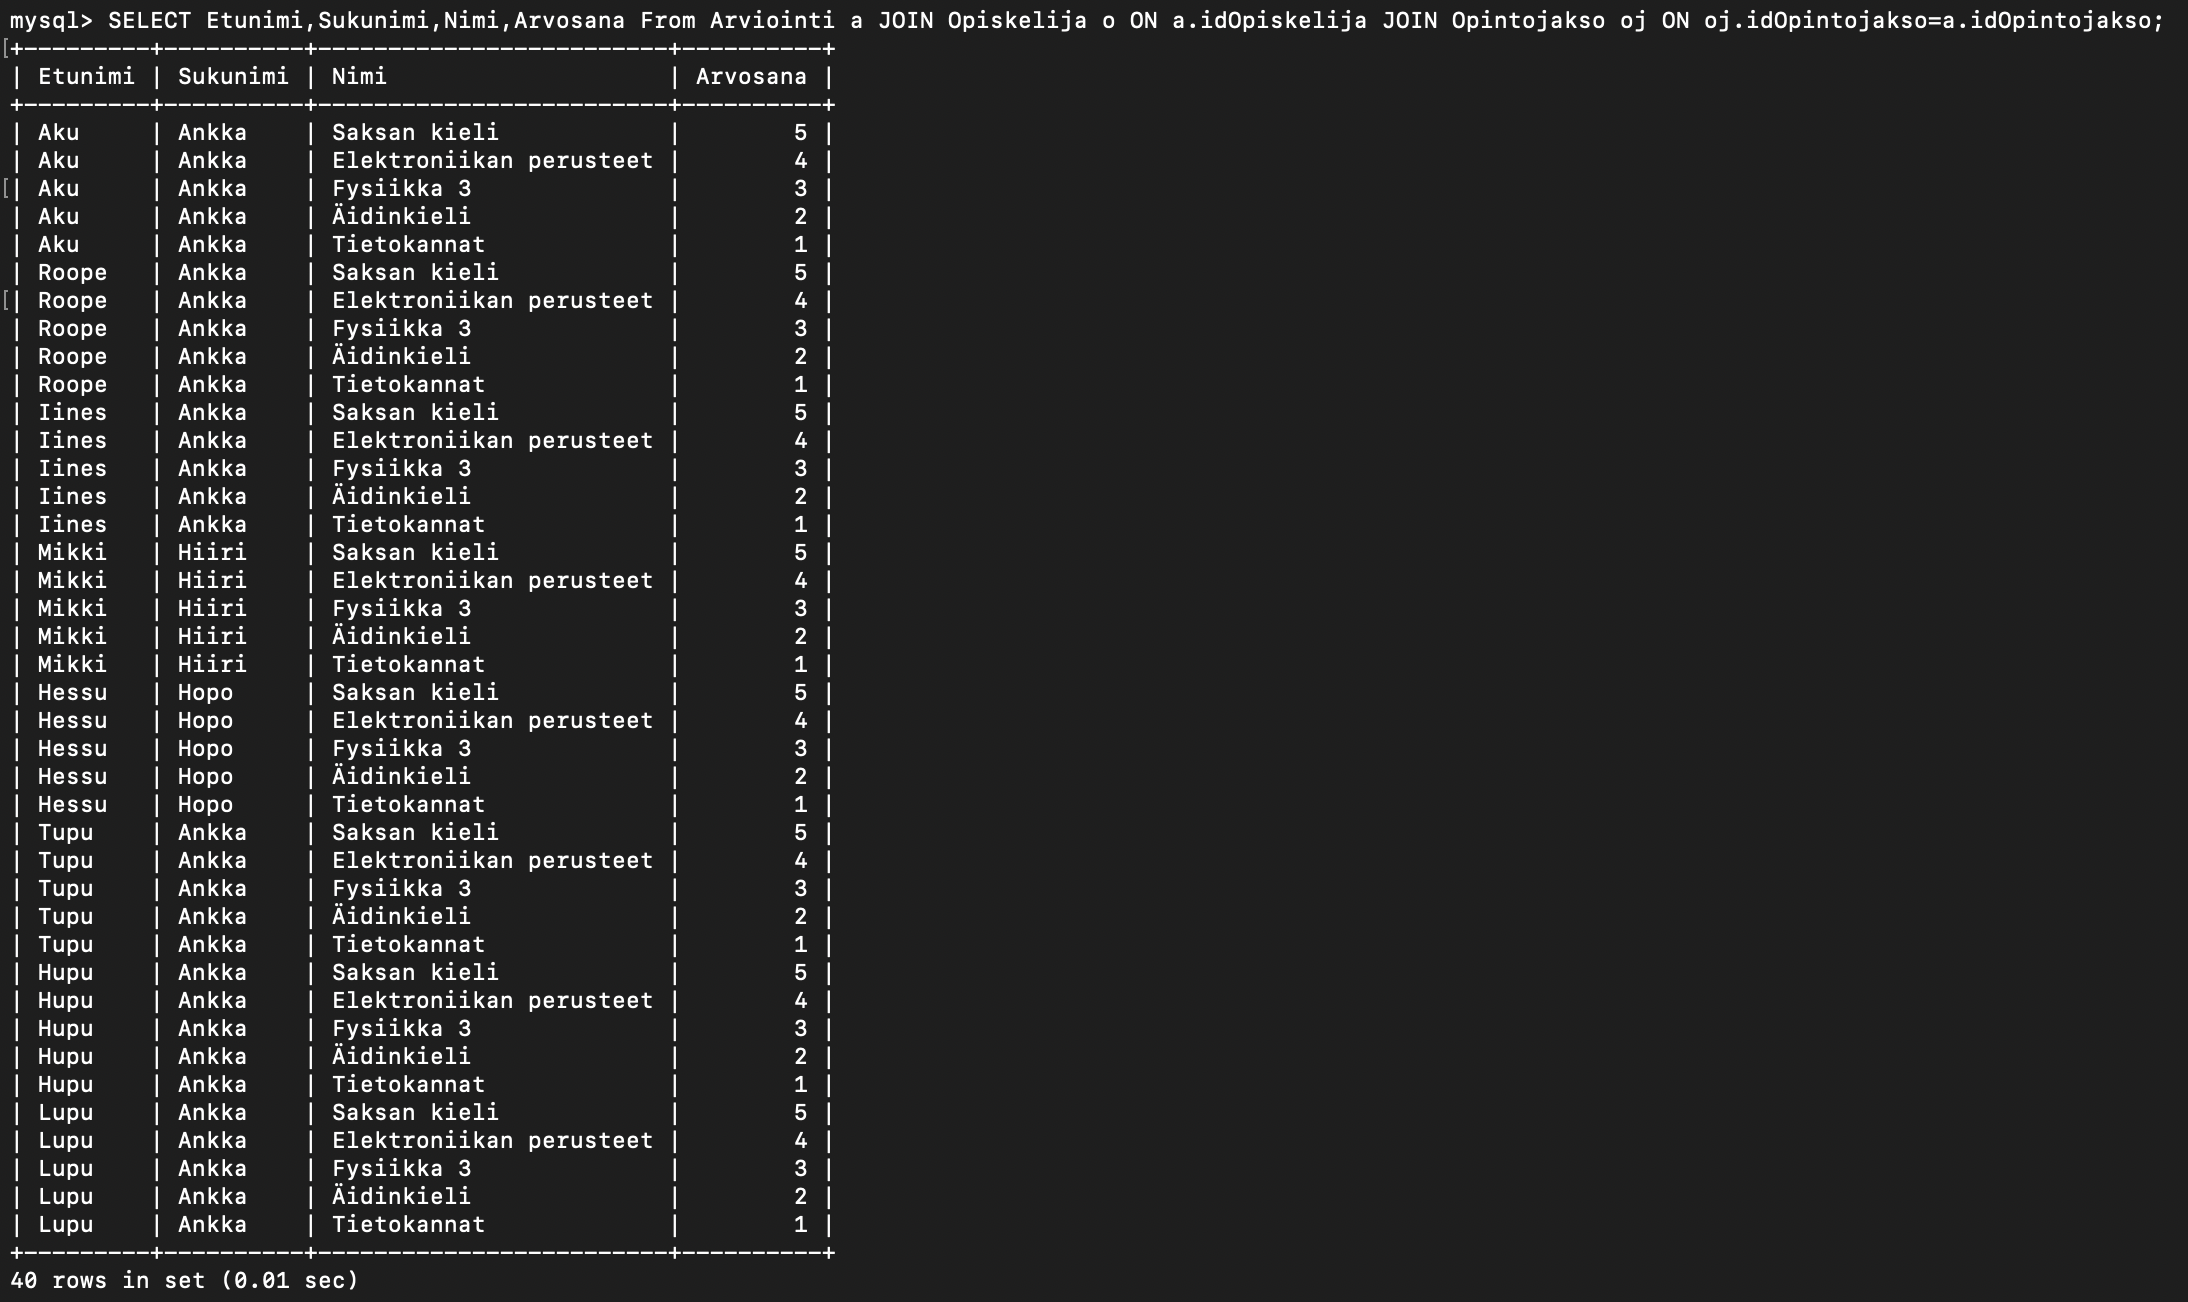 mysql> SELECT Etunimi,Sukunimi,Nimi,Arvosana From Arviointi a JOIN Opiskelija o ON a.idOpiskelija JOIN Opintojakso oj ON oj.idOpintojakso=a.idOpintojakso;
[+---------+----------+-------------------------+----------+
| Etunimi | Sukunimi | Nimi                    | Arvosana |
+---------+----------+-------------------------+----------+
| Aku     | Ankka    | Saksan kieli            |        5 |
| Aku     | Ankka    | Elektroniikan perusteet |        4 |
[| Aku     | Ankka    | Fysiikka 3              |        3 |
| Aku     | Ankka    | Äidinkieli              |        2 |
| Aku     | Ankka    | Tietokannat             |        1 |
| Roope   | Ankka    | Saksan kieli            |        5 |
[| Roope   | Ankka    | Elektroniikan perusteet |        4 |
| Roope   | Ankka    | Fysiikka 3              |        3 |
| Roope   | Ankka    | Äidinkieli              |        2 |
| Roope   | Ankka    | Tietokannat             |        1 |
| Iines   | Ankka    | Saksan kieli            |        5 |
| Iines   | Ankka    | Elektroniikan perusteet |        4 |
| Iines   | Ankka    | Fysiikka 3              |        3 |
| Iines   | Ankka    | Äidinkieli              |        2 |
| Iines   | Ankka    | Tietokannat             |        1 |
| Mikki   | Hiiri    | Saksan kieli            |        5 |
| Mikki   | Hiiri    | Elektroniikan perusteet |        4 |
| Mikki   | Hiiri    | Fysiikka 3              |        3 |
| Mikki   | Hiiri    | Äidinkieli              |        2 |
| Mikki   | Hiiri    | Tietokannat             |        1 |
| Hessu   | Hopo     | Saksan kieli            |        5 |
| Hessu   | Hopo     | Elektroniikan perusteet |        4 |
| Hessu   | Hopo     | Fysiikka 3              |        3 |
| Hessu   | Hopo     | Äidinkieli              |        2 |
| Hessu   | Hopo     | Tietokannat             |        1 |
| Tupu    | Ankka    | Saksan kieli            |        5 |
| Tupu    | Ankka    | Elektroniikan perusteet |        4 |
| Tupu    | Ankka    | Fysiikka 3              |        3 |
| Tupu    | Ankka    | Äidinkieli              |        2 |
| Tupu    | Ankka    | Tietokannat             |        1 |
| Hupu    | Ankka    | Saksan kieli            |        5 |
| Hupu    | Ankka    | Elektroniikan perusteet |        4 |
| Hupu    | Ankka    | Fysiikka 3              |        3 |
| Hupu    | Ankka    | Äidinkieli              |        2 |
| Hupu    | Ankka    | Tietokannat             |        1 |
| Lupu    | Ankka    | Saksan kieli            |        5 |
| Lupu    | Ankka    | Elektroniikan perusteet |        4 |
| Lupu    | Ankka    | Fysiikka 3              |        3 |
| Lupu    | Ankka    | Äidinkieli              |        2 |
| Lupu    | Ankka    | Tietokannat             |        1 |
+---------+----------+-------------------------+----------+
40 rows in set (0.01 sec)